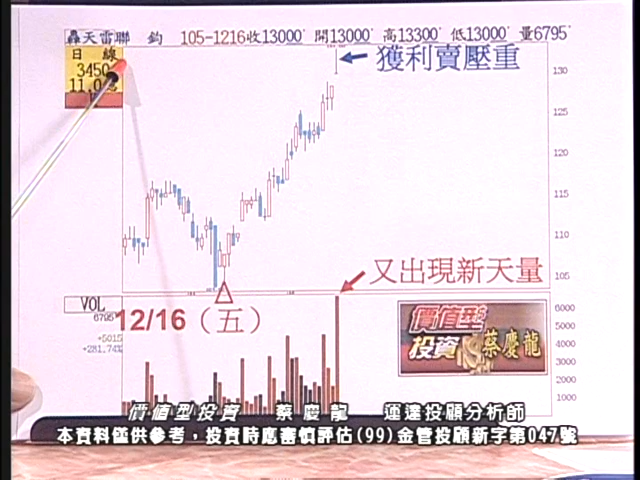 轟天雷聯 鈞 105-1216收13000 開13000 高13300 低13000 量6795
日 線
3450
11.0
獲利賣壓重
130
125
120
115
110
105
又出現新天量
VOL
6795
+5015
+281.74%
12/16(五)
6000
5000
4000
3000
2000
1000
價值型
投資 蔡慶龍
價值型投資 蔡慶龍 運達投顧分析師
本資料僅供參考,投資時應審慎評估(99)金管投顧新字第047號